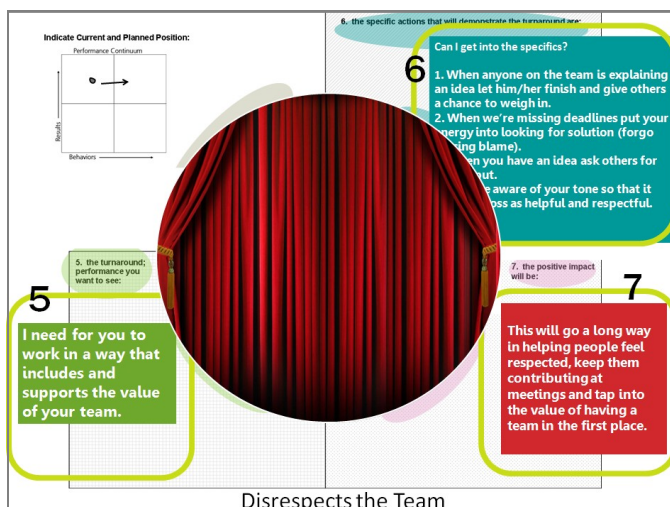 Indicate Current and Planned Position:
Performance Continuum
Results
Behaviors
6. the specific actions that will demonstrate the turnaround are:
6
Can I get into the specifics?
1. When anyone on the team is explaining
an idea let him/her finish and give others
a chance to weigh in.
2. When we're missing deadlines put your
energy into looking for solution (forgo
blame).
you have an idea ask others for
aware of your tone so that it
as helpful and respectful.
5. the turnaround;
performance you
want to see:
5
I need for you to
work in a way that
includes and
supports the value
of your team.
7. the positive impact
will be:
7
This will go a long way
in helping people feel
respected, keep them
contributing at
meetings and tap into
the value of having a
team in the first place.
Disrespects the Team